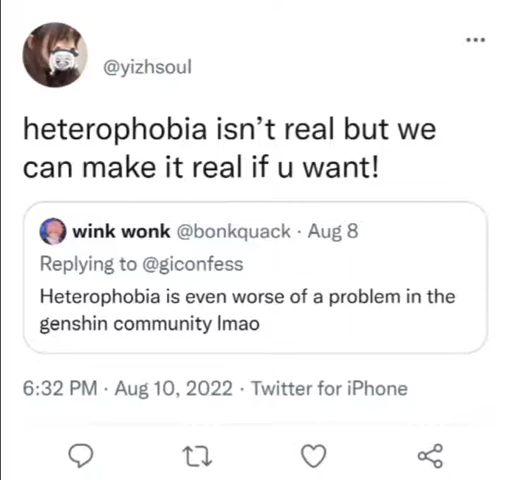 @yizhsoul
heterophobia isn't real but we
can make it real if u want!
wink wonk @bonkquack · Aug 8
Replying to @giconfess
Heterophobia is even worse of a problem in the
genshin community lmao
6:32 PM · Aug 10, 2022 · Twitter for iPhone